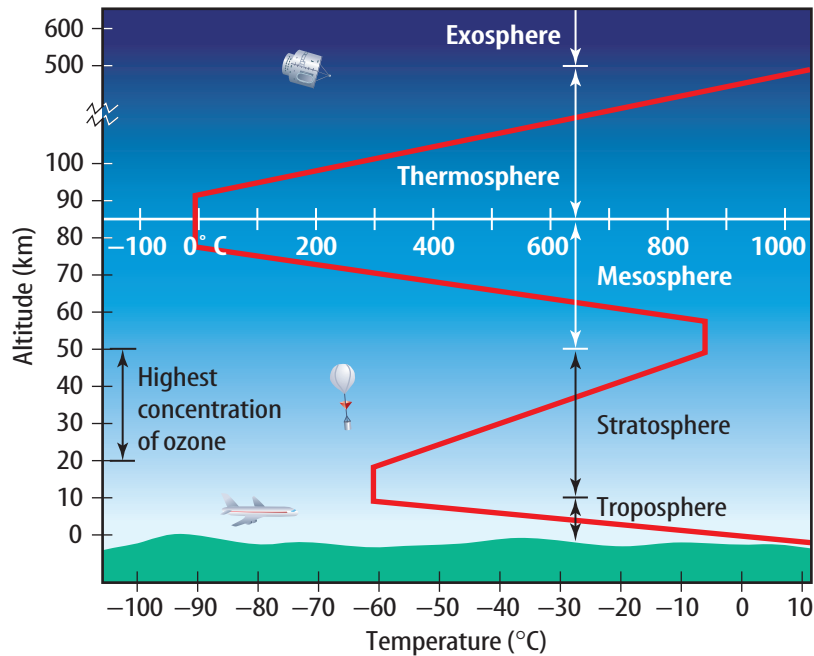 600
Exosphere
500
100
Thermosphere
90
−100 0° C 200 400 600 800 1000
80
Mesosphere
70
60
50
Highest
concentration
of ozone
40
30
Stratosphere
20
10
Troposphere
0
Altitude (km)
−100 −90 −80 −70 −60 −50 −40 −30 −20 −10 0 10
Temperature (°C)